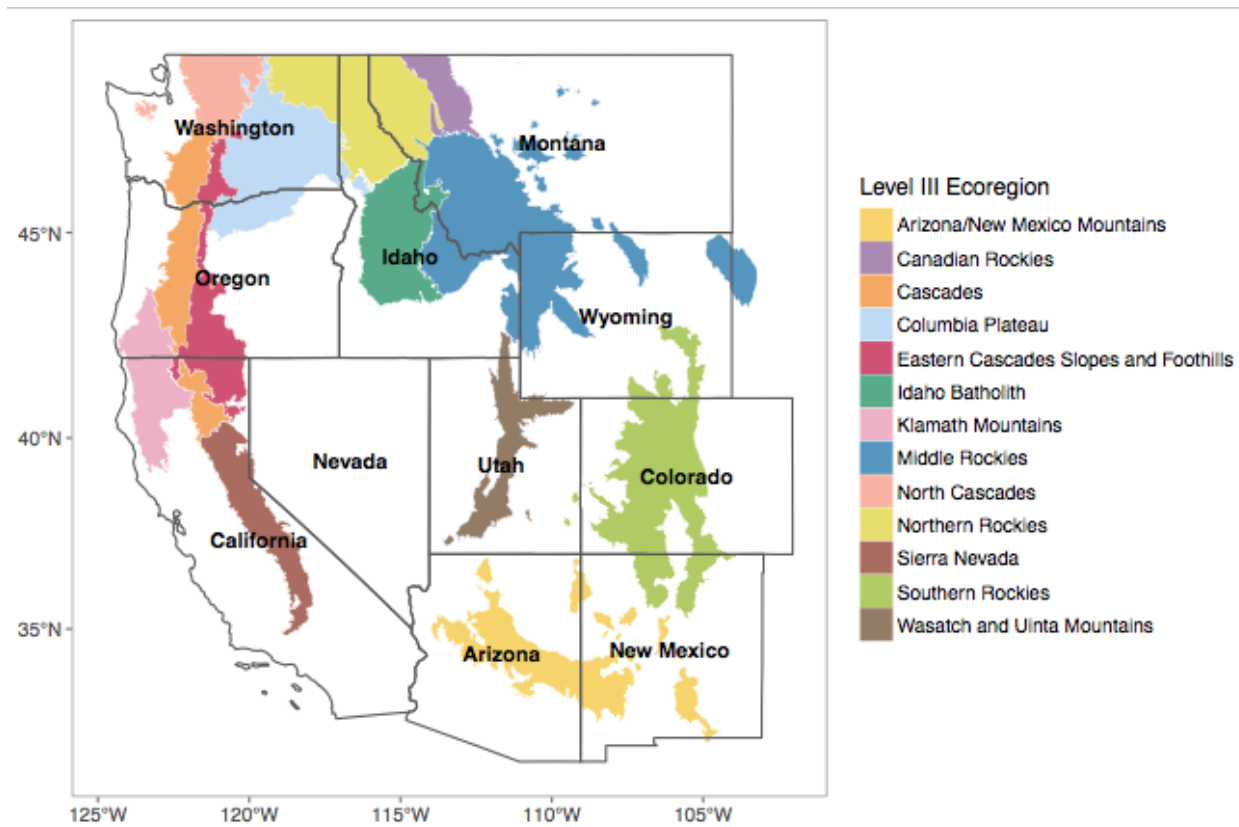 Washington
Montana
45°N
Idaho
Oregon
Wyoming
40°N
Nevada
Utah
Colorado
California
35°N
Arizona
New Mexico
125°W
120°W
115°W
110°W
105°W
Level III Ecoregion
Arizona/New Mexico Mountains
Canadian Rockies
Cascades
Columbia Plateau
Eastern Cascades Slopes and Foothills
Idaho Batholith
Klamath Mountains
Middle Rockies
North Cascades
Northern Rockies
Sierra Nevada
Southern Rockies
Wasatch and Uinta Mountains